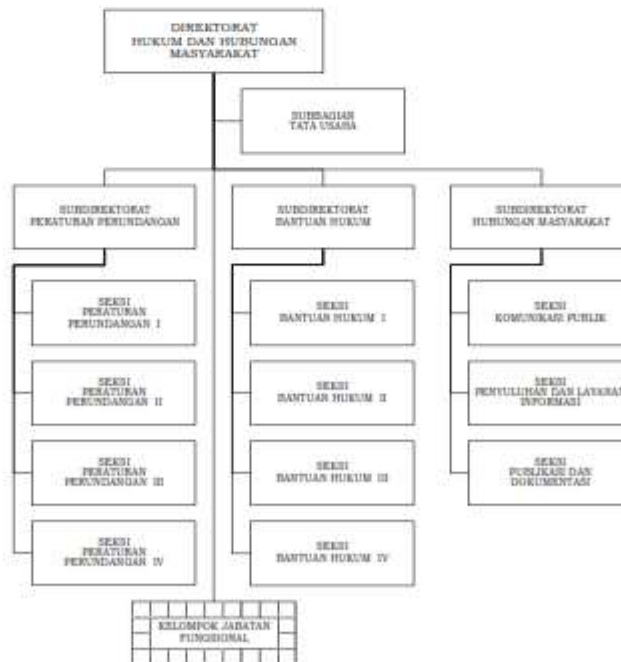 DIREKTORAT
HUKUM DAN HUBUNGAN
MASYARAKAT
SUBBAGIAN
TATA USAHA
SUBDIREKTORAT
PERATURAN PERUNDANGAN
SUBDIREKTORAT
BANTUAN HUKUM
SUBDIREKTORAT
HUBUNGAN MASYARAKAT
SEKSI
PERATURAN
PERUNDANGAN I
SEKSI
BANTUAN HUKUM I
SEKSI
KOMUNIKASI PUBLIK
SEKSI
PERATURAN
PERUNDANGAN II
SEKSI
BANTUAN HUKUM II
SEKSI
PENYULUHAN DAN LAYANAN
INFORMASI
SEKSI
PERATURAN
PERUNDANGAN III
SEKSI
BANTUAN HUKUM III
SEKSI
PUBLIKASI DAN
DOKUMENTASI
SEKSI
PERATURAN
PERUNDANGAN IV
SEKSI
BANTUAN HUKUM IV
KELOMPOK JABATAN
FUNGSIONAL